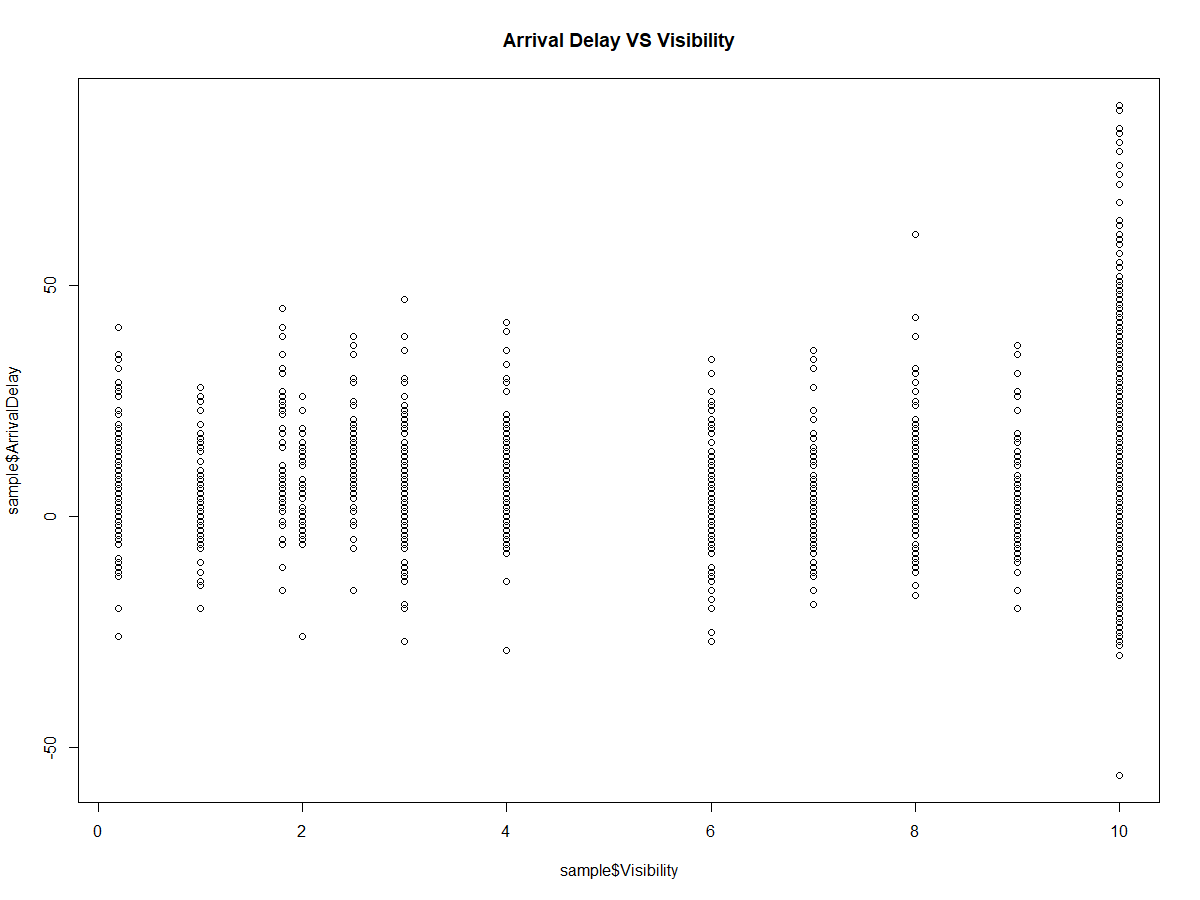 Arrival Delay VS Visibility
sample$ArrivalDelay
50
0
-50
0 2 4 6 8 10
sample$Visibility